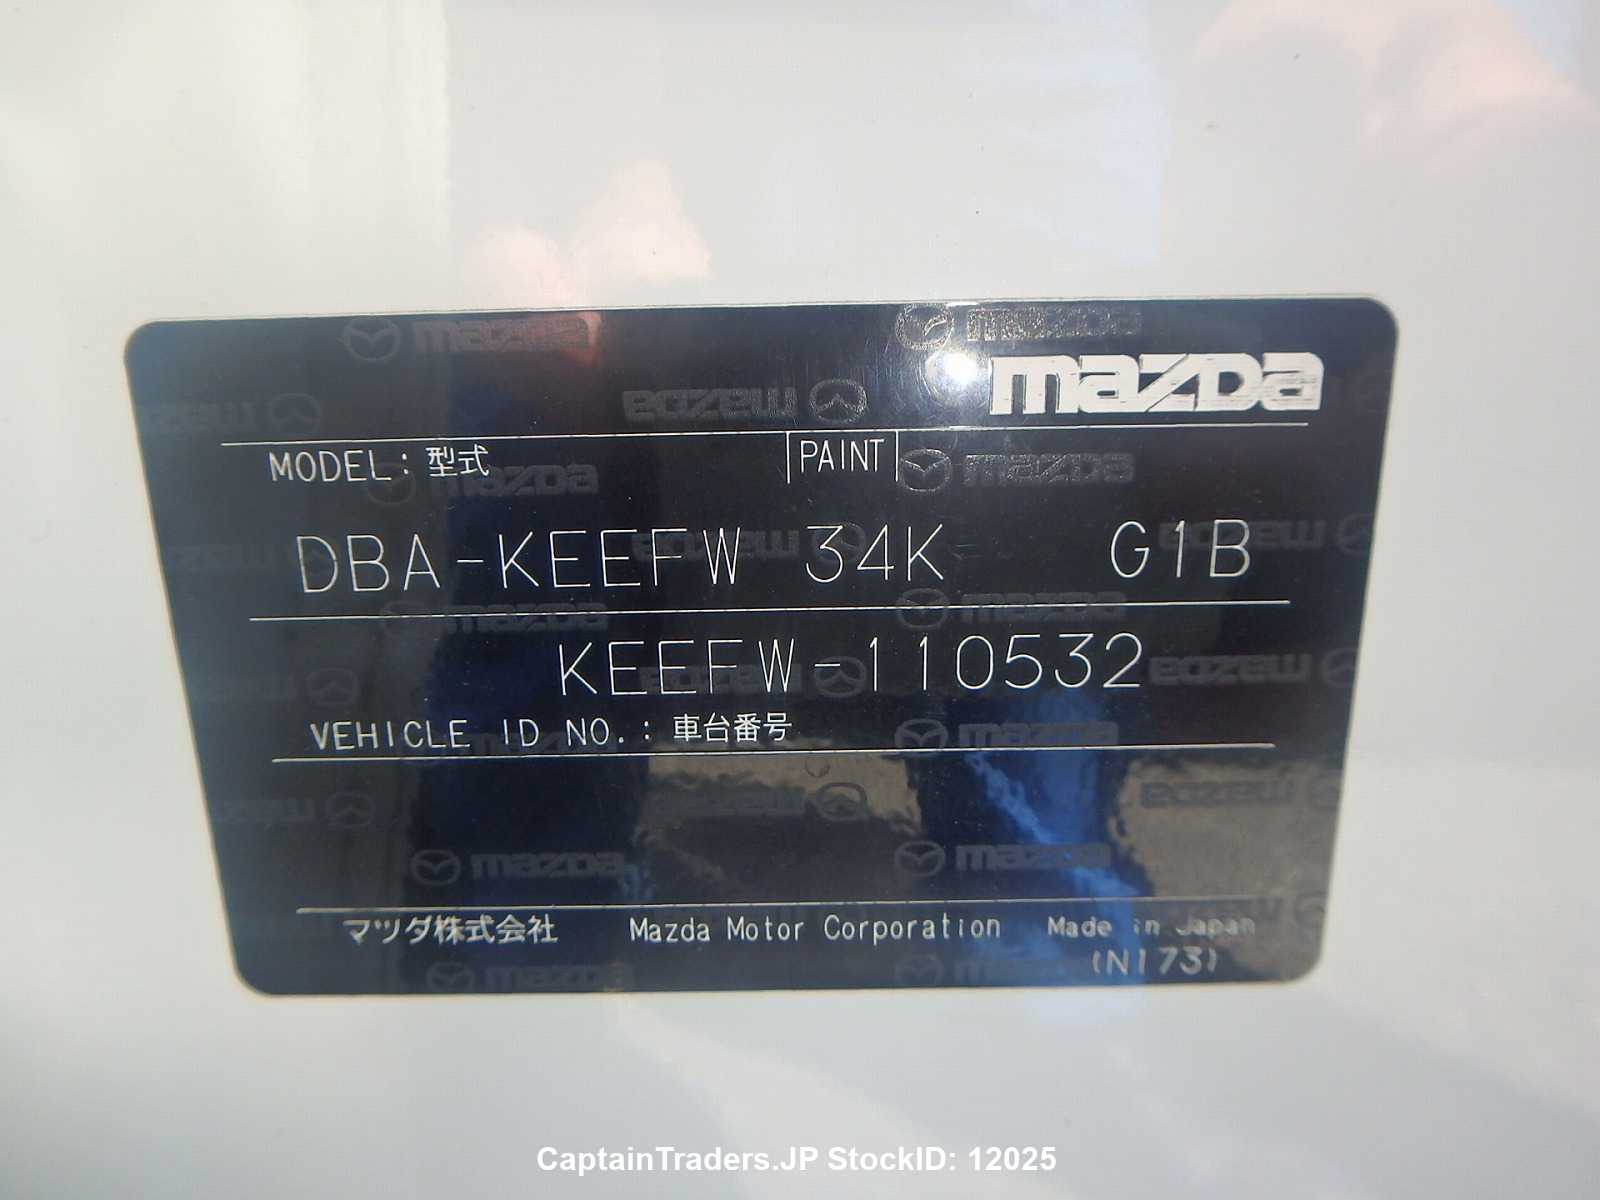 mazda
MODEL: 型式 PAINT
DBA-KEEFW 34K G1B
KEEFW-110532
VEHICLE ID NO.: 車台番号
マツダ株式会社 Mazda Motor Corporation Made in Japan
(N173)
CaptainTraders.JP StockID: 12025